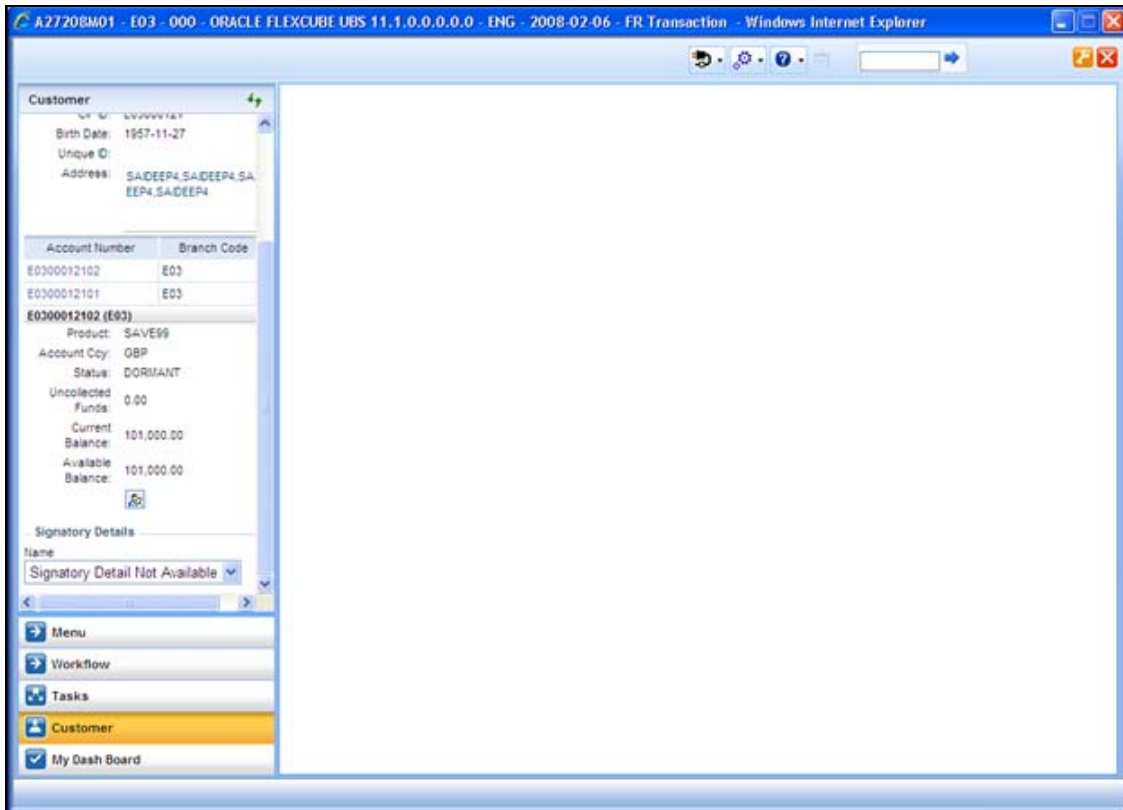 A27208M01 - E03 - 000 - ORACLE FLEXCUBE UBS 11.1.0.0.0.0.0 - ENG - 2008-02-06 - FR Transaction - Windows Internet Explorer
Customer
Birth Date: 1957-11-27
Unique ID:
Address: SAIDEEP4,SAIDEEP4,SA
EEP4,SAIDEEP4
Account Number Branch Code
E0300012102 E03
E0300012101 E03
E0300012102 (E03)
Product: SAVE99
Account Ccy: GBP
Status: DORMANT
Uncollected Funds: 0.00
Current Balance: 101,000.00
Available Balance: 101,000.00
Signatory Details
Name
Signatory Detail Not Available
Menu
Workflow
Tasks
Customer
My Dash Board